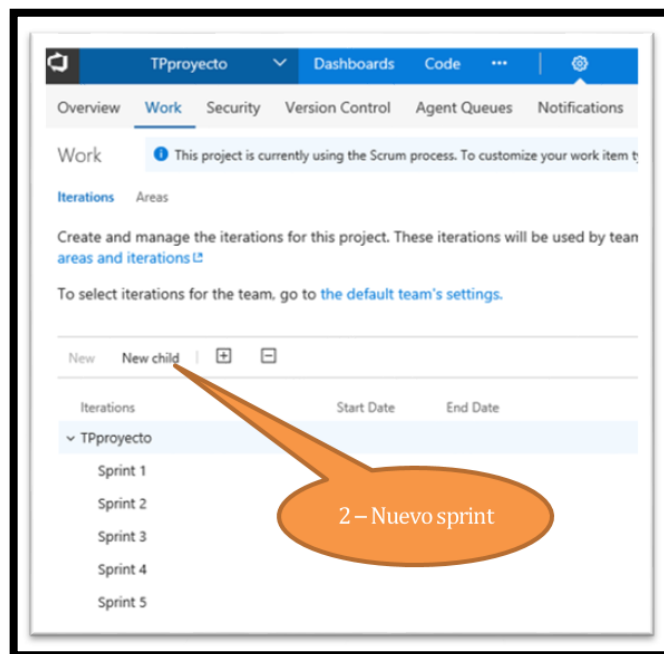 TPproyecto Dashboards Code ...
Overview Work Security Version Control Agent Queues Notifications
Work This project is currently using the Scrum process. To customize your work item
Iterations Areas
Create and manage the iterations for this project. These iterations will be used by
areas and iterations
To select iterations for the team, go to the default team's settings.
New New child
Iterations Start Date End Date
TPproyecto
Sprint 1
Sprint 2
2 – Nuevo sprint
Sprint 3
Sprint 4
Sprint 5